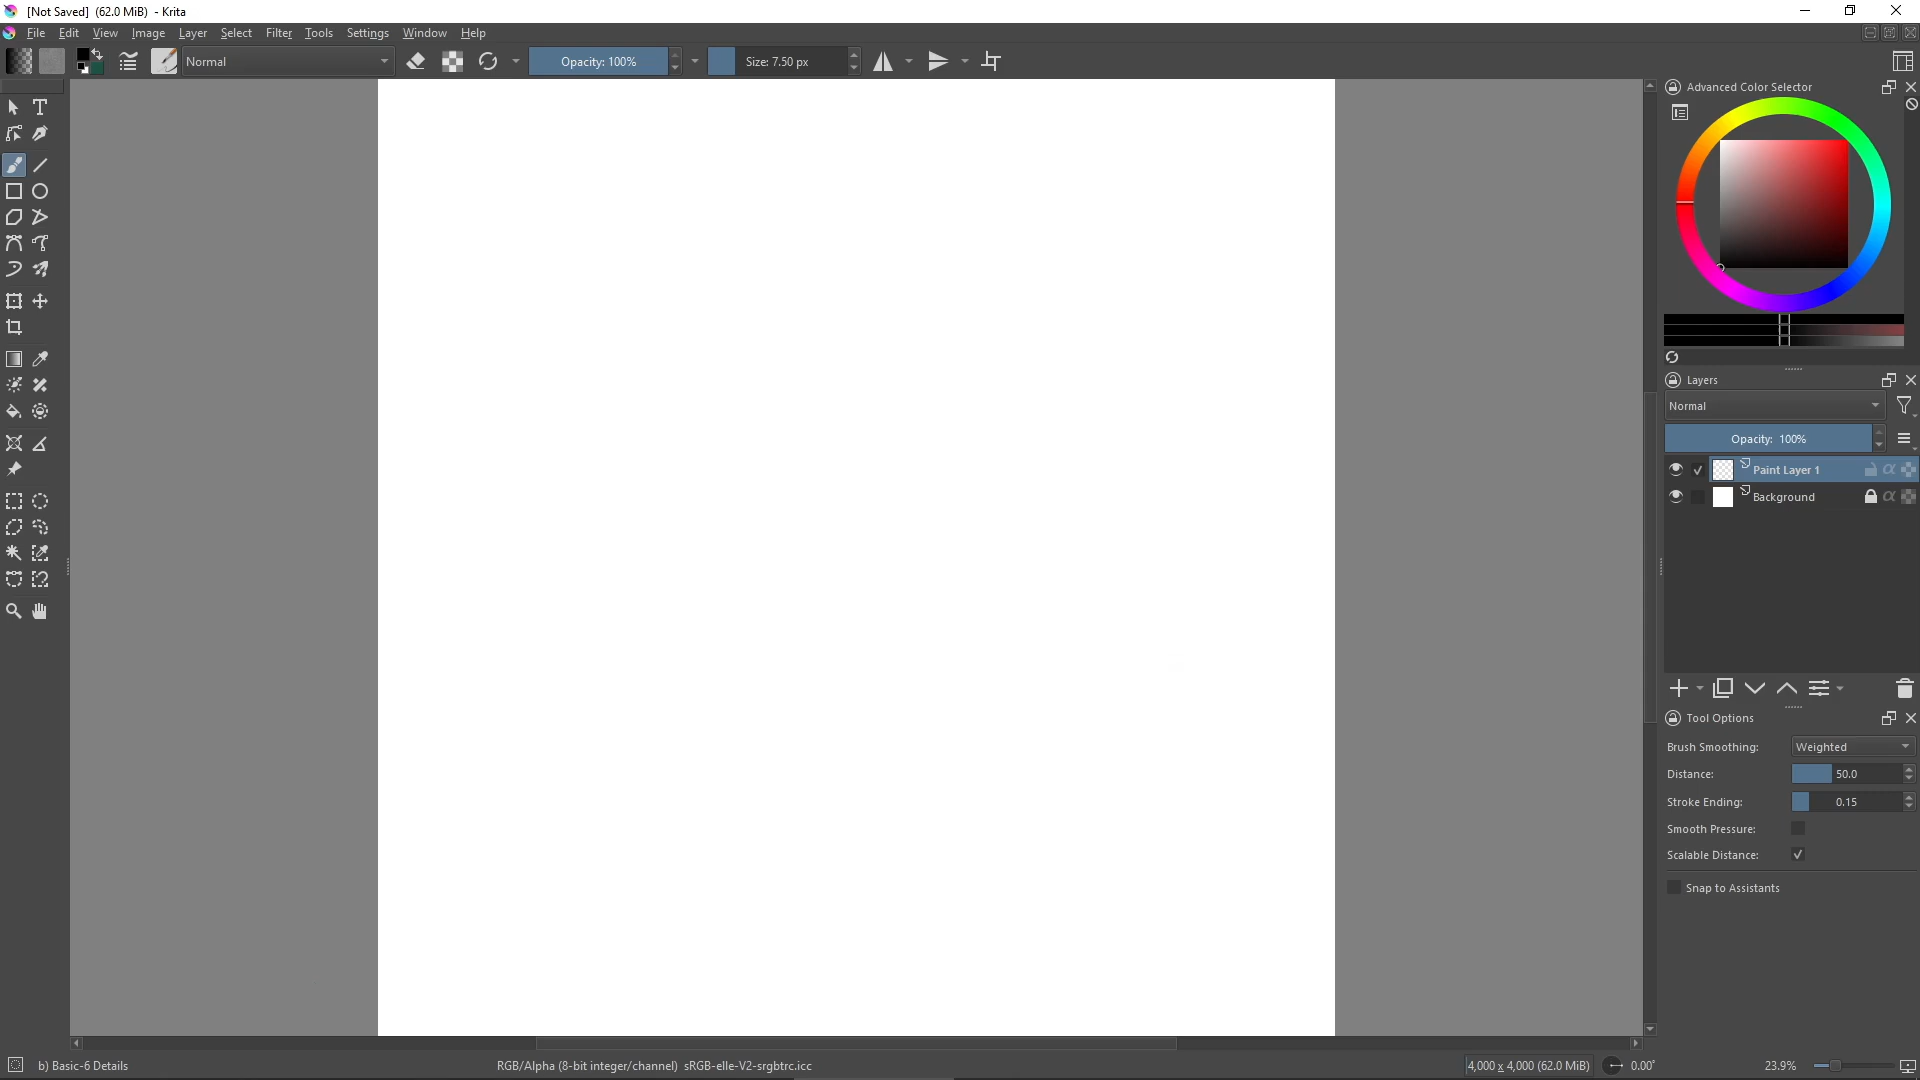 [Not Saved] (62.0 MiB) - Krita
File Edit View Image Layer Select Filter Tools Settings Window Help
Normal
Opacity: 100%
Size: 7.50 px
Advanced Color Selector
Layers
Normal
Opacity: 100%
Paint Layer 1
Background
Tool Options
Brush Smoothing: Weighted
Distance: 50.0
Stroke Ending: 0.15
Smooth Pressure:
Scalable Distance:
Snap to Assistants
b) Basic-6 Details
RGB/Alpha (8-bit integer/channel) sRGB-elle-V2-srgbtrc.icc
4,000 x 4,000 (62.0 MiB)
0.00°
23.9%